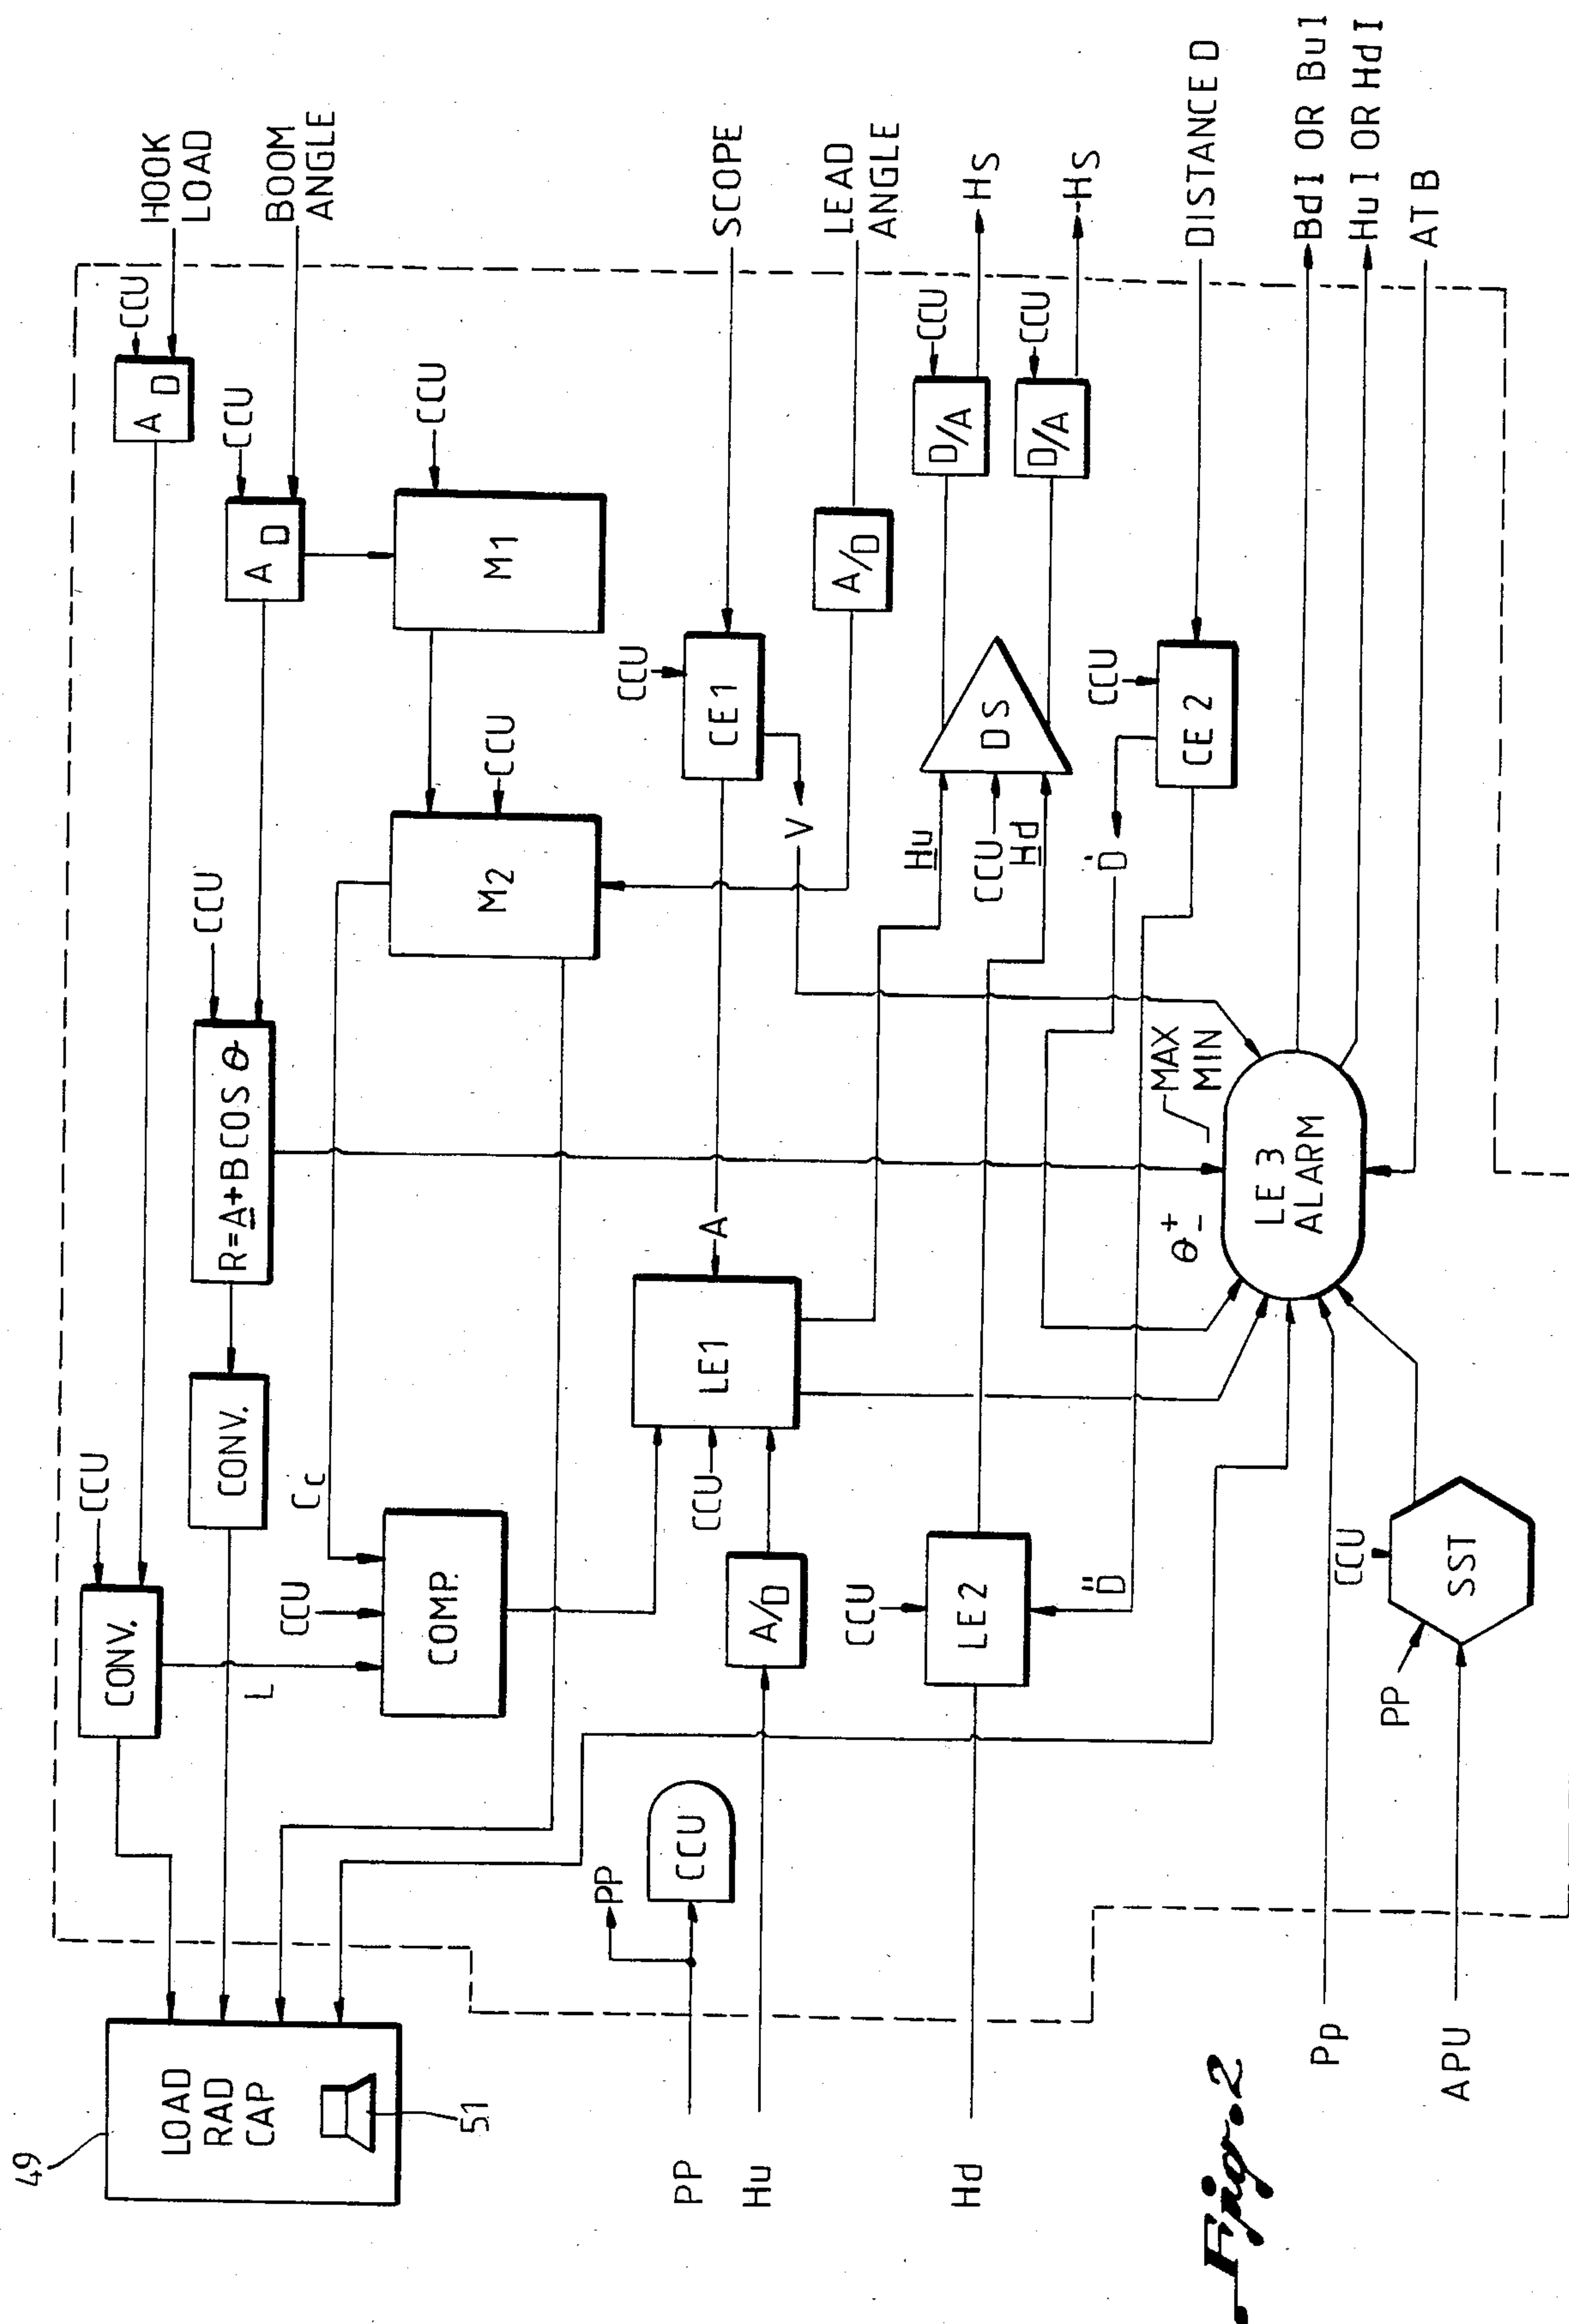 49
LOAD
RAD
CAP
51
CONV.
CCU
L
CONV.
R=A+BCOS θ
CCU
A
D
CCU
HOOK
LOAD
A
D
CCU
BOOM
ANGLE
Cc
CCU
COMP.
M2
CCU
M1
CCU
PP
CCU
PP
Hu
A/D
CCU
LE1
A
CE1
CCU
SCOPE
V
A/D
LEAD
ANGLE
Hd
CCU
LE2
D̈
Hu
CCU
Hd
DS
D/A
CCU
HS
D/A
CCU
-HS
Ḋ
CE2
CCU
DISTANCE D
θ ±
MAX
MIN
LE3
ALARM
BdI OR BuI
HuI OR HdI
ATB
Pp
APU
PP
CCU
SST
Fig.2